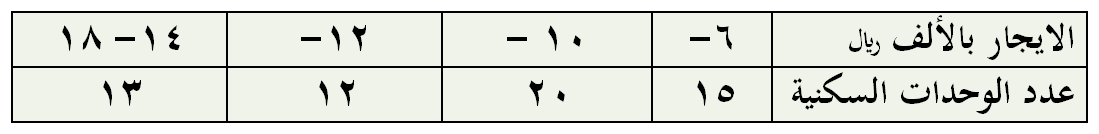 الايجار بالألف ريال ٦– ١٠ – ١٢– ١٤– ١٨
عدد الوحدات السكنية ١٥ ٢٠ ١٢ ١٣